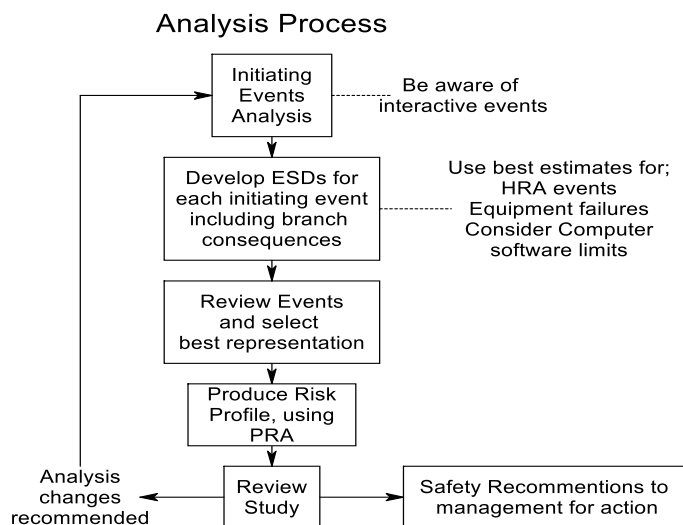 Analysis Process
Initiating
Events
Analysis
Be aware of
interactive events
Develop ESDs for
each initiating event
including branch
consequences
Use best estimates for;
HRA events
Equipment failures
Consider Computer
software limits
Review Events
and select
best representation
Produce Risk
Profile, using
PRA
Analysis
changes
recommended
Review
Study
Safety Recommentions to
management for action